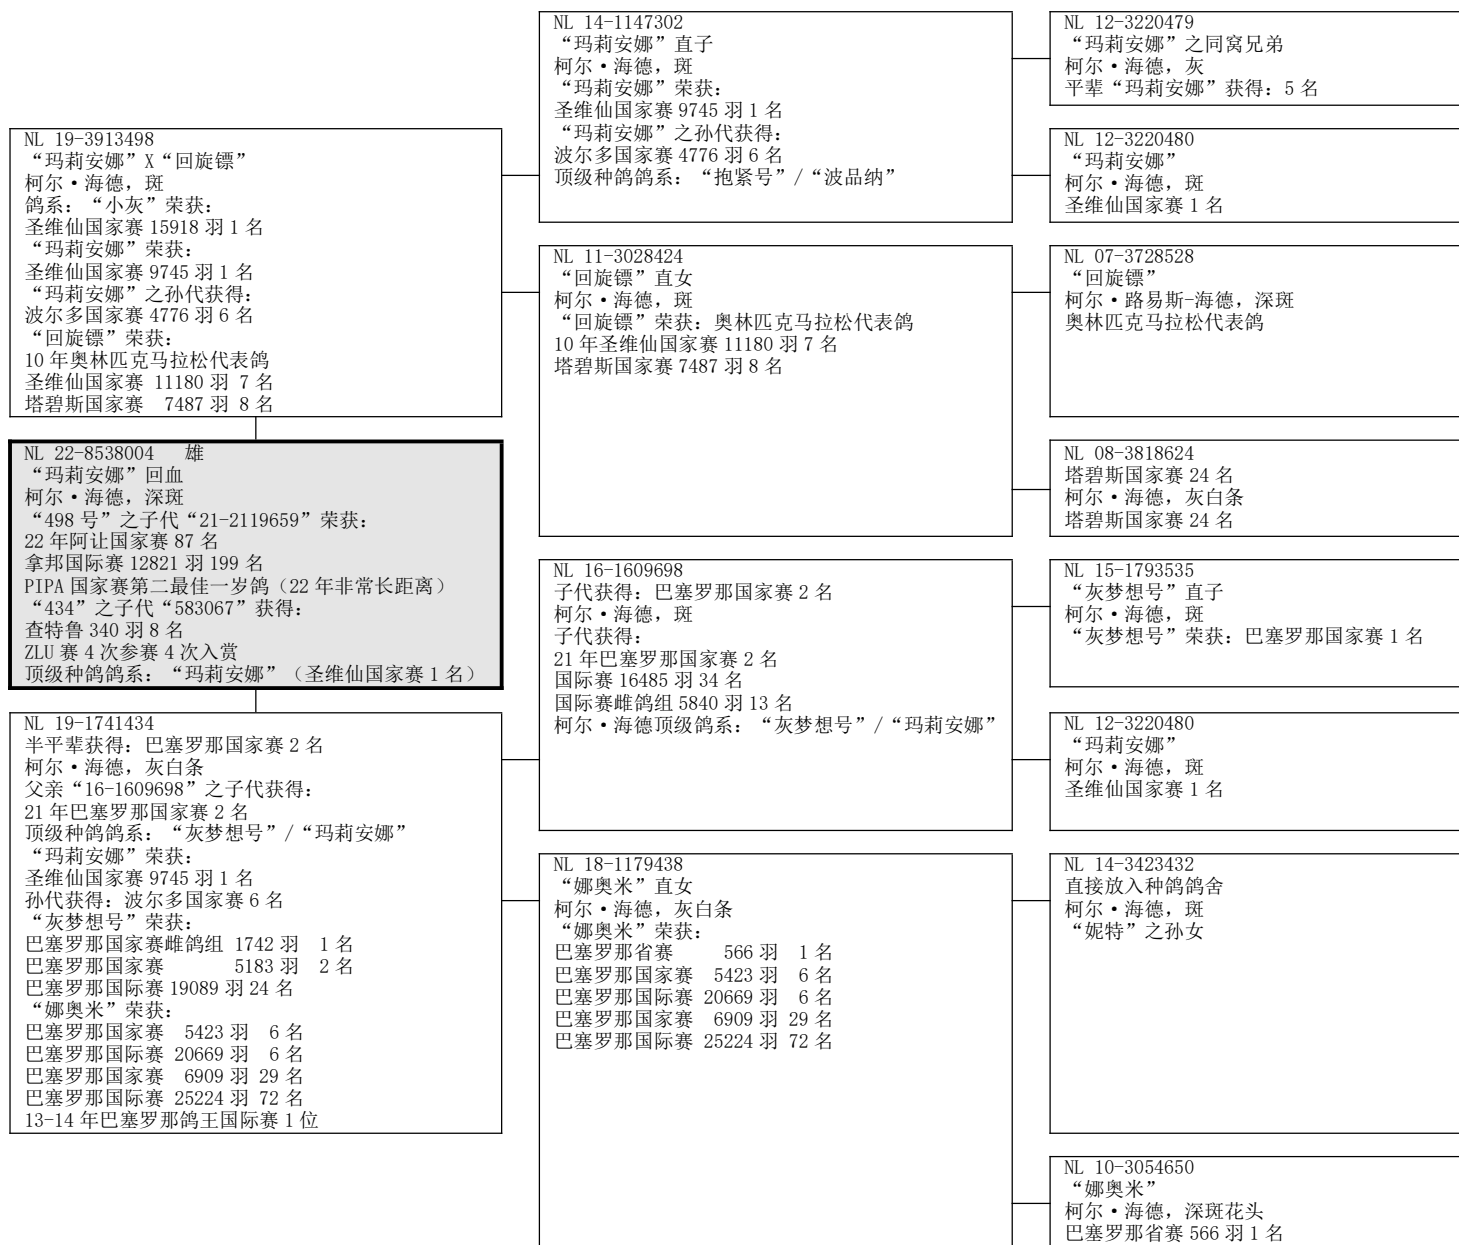 NL 19-3913498
“玛莉安娜”X“回旋镖”
柯尔·海德，斑
鸽系：“小灰”荣获：
圣维仙国家赛 15918 羽 1 名
“玛莉安娜”荣获：
圣维仙国家赛 9745 羽 1 名
“玛莉安娜”之孙代获得：
波尔多国家赛 4776 羽 6 名
“回旋镖”荣获：
10 年奥林匹克马拉松代表鸽
圣维仙国家赛 11180 羽 7 名
塔碧斯国家赛 7487 羽 8 名
NL 22-8538004 雄
“玛莉安娜”回血
柯尔·海德，深斑
“498 号”之子代“21-2119659”荣获：
22 年阿让国家赛 87 名
拿邦国际赛 12821 羽 199 名
PIPA 国家赛第二最佳一岁鸽（22 年非常长距离）
“434”之子代“583067”获得：
查特鲁 340 羽 8 名
ZLU 赛 4 次参赛 4 次入赏
顶级种鸽鸽系：“玛莉安娜”（圣维仙国家赛 1 名）
NL 19-1741434
半平辈获得：巴塞罗那国家赛 2 名
柯尔·海德，灰白条
父亲“16-1609698”之子代获得：
21 年巴塞罗那国家赛 2 名
顶级种鸽鸽系：“灰梦想号”/“玛莉安娜”
“玛莉安娜”荣获：
圣维仙国家赛 9745 羽 1 名
孙代获得：波尔多国家赛 6 名
“灰梦想号”荣获：
巴塞罗那国家赛雌鸽组 1742 羽 1 名
巴塞罗那国家赛 5183 羽 2 名
巴塞罗那国际赛 19089 羽 24 名
“娜奥米”荣获：
巴塞罗那国家赛 5423 羽 6 名
巴塞罗那国际赛 20669 羽 6 名
巴塞罗那国家赛 6909 羽 29 名
巴塞罗那国际赛 25224 羽 72 名
13-14 年巴塞罗那鸽王国际赛 1 位
NL 14-1147302
“玛莉安娜”直子
柯尔·海德，斑
“玛莉安娜”荣获：
圣维仙国家赛 9745 羽 1 名
“玛莉安娜”之孙代获得：
波尔多国家赛 4776 羽 6 名
顶级种鸽鸽系：“抱紧号”/“波品纳”
NL 11-3028424
“回旋镖”直女
柯尔·海德，斑
“回旋镖”荣获：奥林匹克马拉松代表鸽
10 年圣维仙国家赛 11180 羽 7 名
塔碧斯国家赛 7487 羽 8 名
NL 16-1609698
子代获得：巴塞罗那国家赛 2 名
柯尔·海德，斑
子代获得：
21 年巴塞罗那国家赛 2 名
国际赛 16485 羽 34 名
国际赛雌鸽组 5840 羽 13 名
柯尔·海德顶级鸽系：“灰梦想号”/“玛莉安娜”
NL 18-1179438
“娜奥米”直女
柯尔·海德，灰白条
“娜奥米”荣获：
巴塞罗那省赛 566 羽 1 名
巴塞罗那国家赛 5423 羽 6 名
巴塞罗那国际赛 20669 羽 6 名
巴塞罗那国家赛 6909 羽 29 名
巴塞罗那国际赛 25224 羽 72 名
NL 12-3220479
“玛莉安娜”之同窝兄弟
柯尔·海德，灰
平辈“玛莉安娜”获得：5 名
NL 12-3220480
“玛莉安娜”
柯尔·海德，斑
圣维仙国家赛 1 名
NL 07-3728528
“回旋镖”
柯尔·路易斯-海德，深斑
奥林匹克马拉松代表鸽
NL 08-3818624
塔碧斯国家赛 24 名
柯尔·海德，灰白条
塔碧斯国家赛 24 名
NL 15-1793535
“灰梦想号”直子
柯尔·海德，斑
“灰梦想号”荣获：巴塞罗那国家赛 1 名
NL 12-3220480
“玛莉安娜”
柯尔·海德，斑
圣维仙国家赛 1 名
NL 14-3423432
直接放入种鸽鸽舍
柯尔·海德，斑
“妮特”之孙女
NL 10-3054650
“娜奥米”
柯尔·海德，深斑花头
巴塞罗那省赛 566 羽 1 名